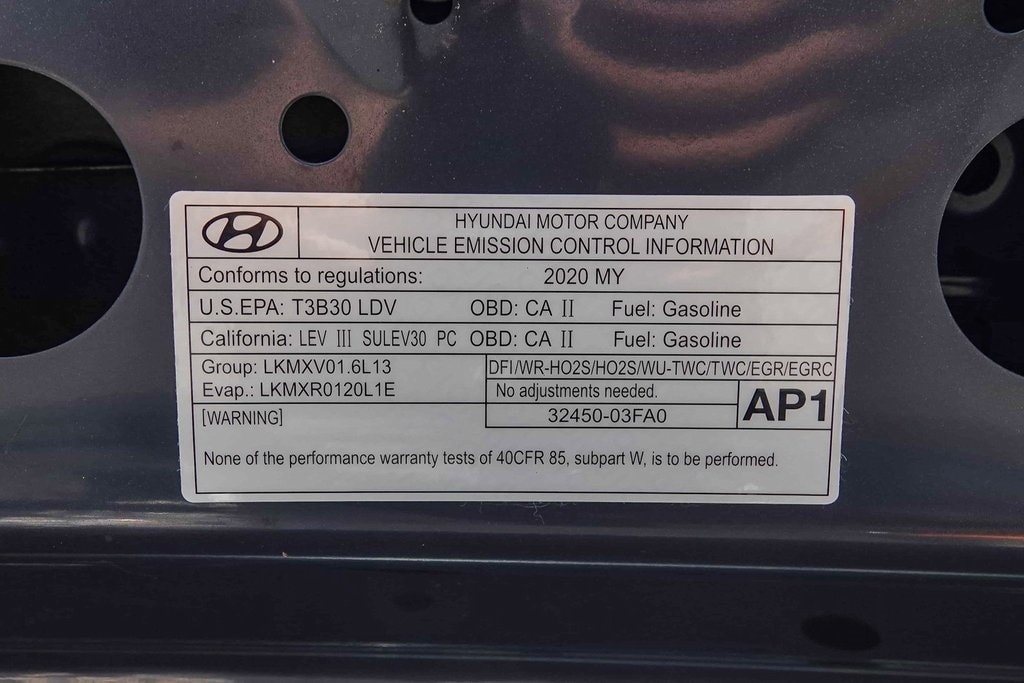 HYUNDAI MOTOR COMPANY
VEHICLE EMISSION CONTROL INFORMATION
Conforms to regulations: 2020 MY
U.S.EPA: T3B30 LDV OBD: CA II Fuel: Gasoline
California: LEV III SULEV30 PC OBD: CA II Fuel: Gasoline
Group: LKMXV01.6L13
Evap.: LKMXR0120L1E
DFI/WR-HO2S/HO2S/WU-TWC/TWC/EGR/EGRC
No adjustments needed.
32450-03FA0
AP1
[WARNING]
None of the performance warranty tests of 40CFR 85, subpart W, is to be performed.